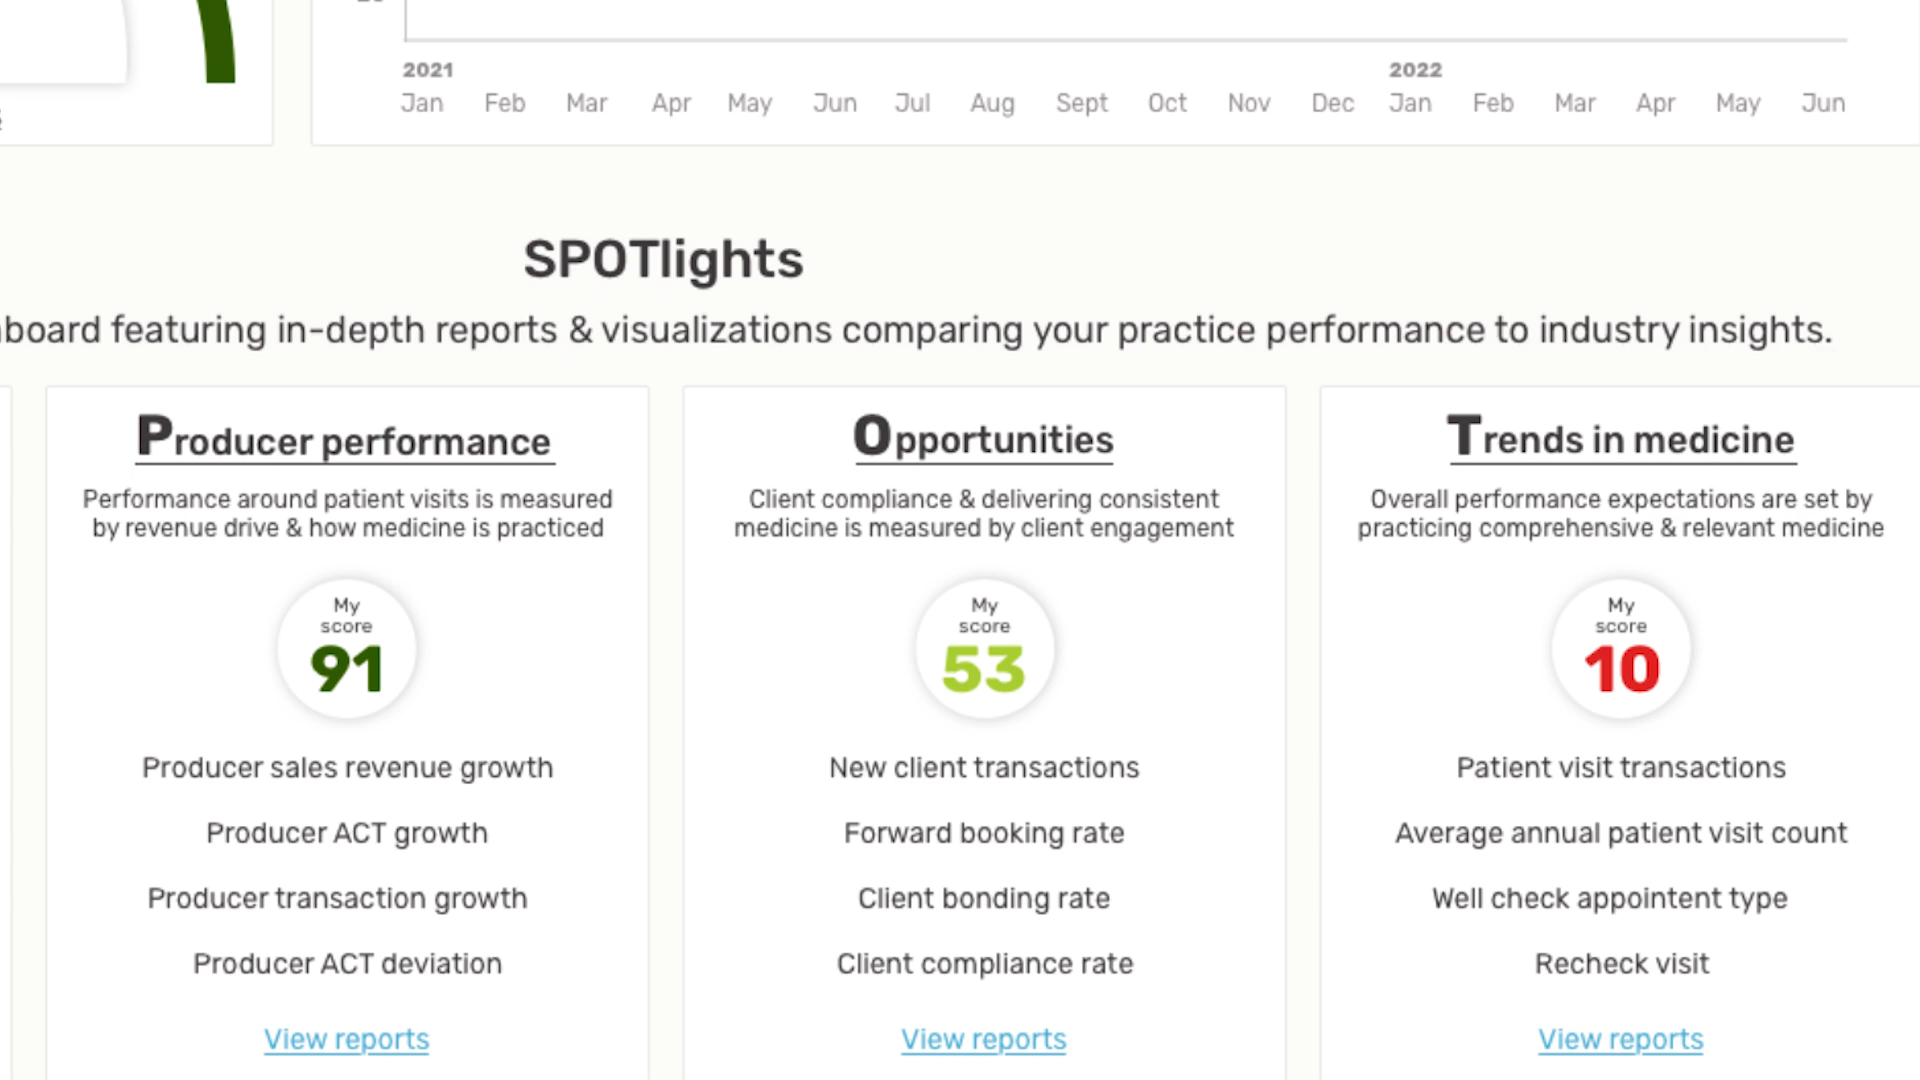 2021 2022
Jan Feb Mar Apr May Jun Jul Aug Sept Oct Nov Dec Jan Feb Mar Apr May Jun
SPOTlights
featuring in-depth reports & visualizations comparing your practice performance to industry insights.
Producer performance
Performance around patient visits is measured
by revenue drive & how medicine is practiced
My
score
91
Producer sales revenue growth
Producer ACT growth
Producer transaction growth
Producer ACT deviation
View reports
Opportunities
Client compliance & delivering consistent
medicine is measured by client engagement
My
score
53
New client transactions
Forward booking rate
Client bonding rate
Client compliance rate
View reports
Trends in medicine
Overall performance expectations are set by
practicing comprehensive & relevant medicine
My
score
10
Patient visit transactions
Average annual patient visit count
Well check appointent type
Recheck visit
View reports